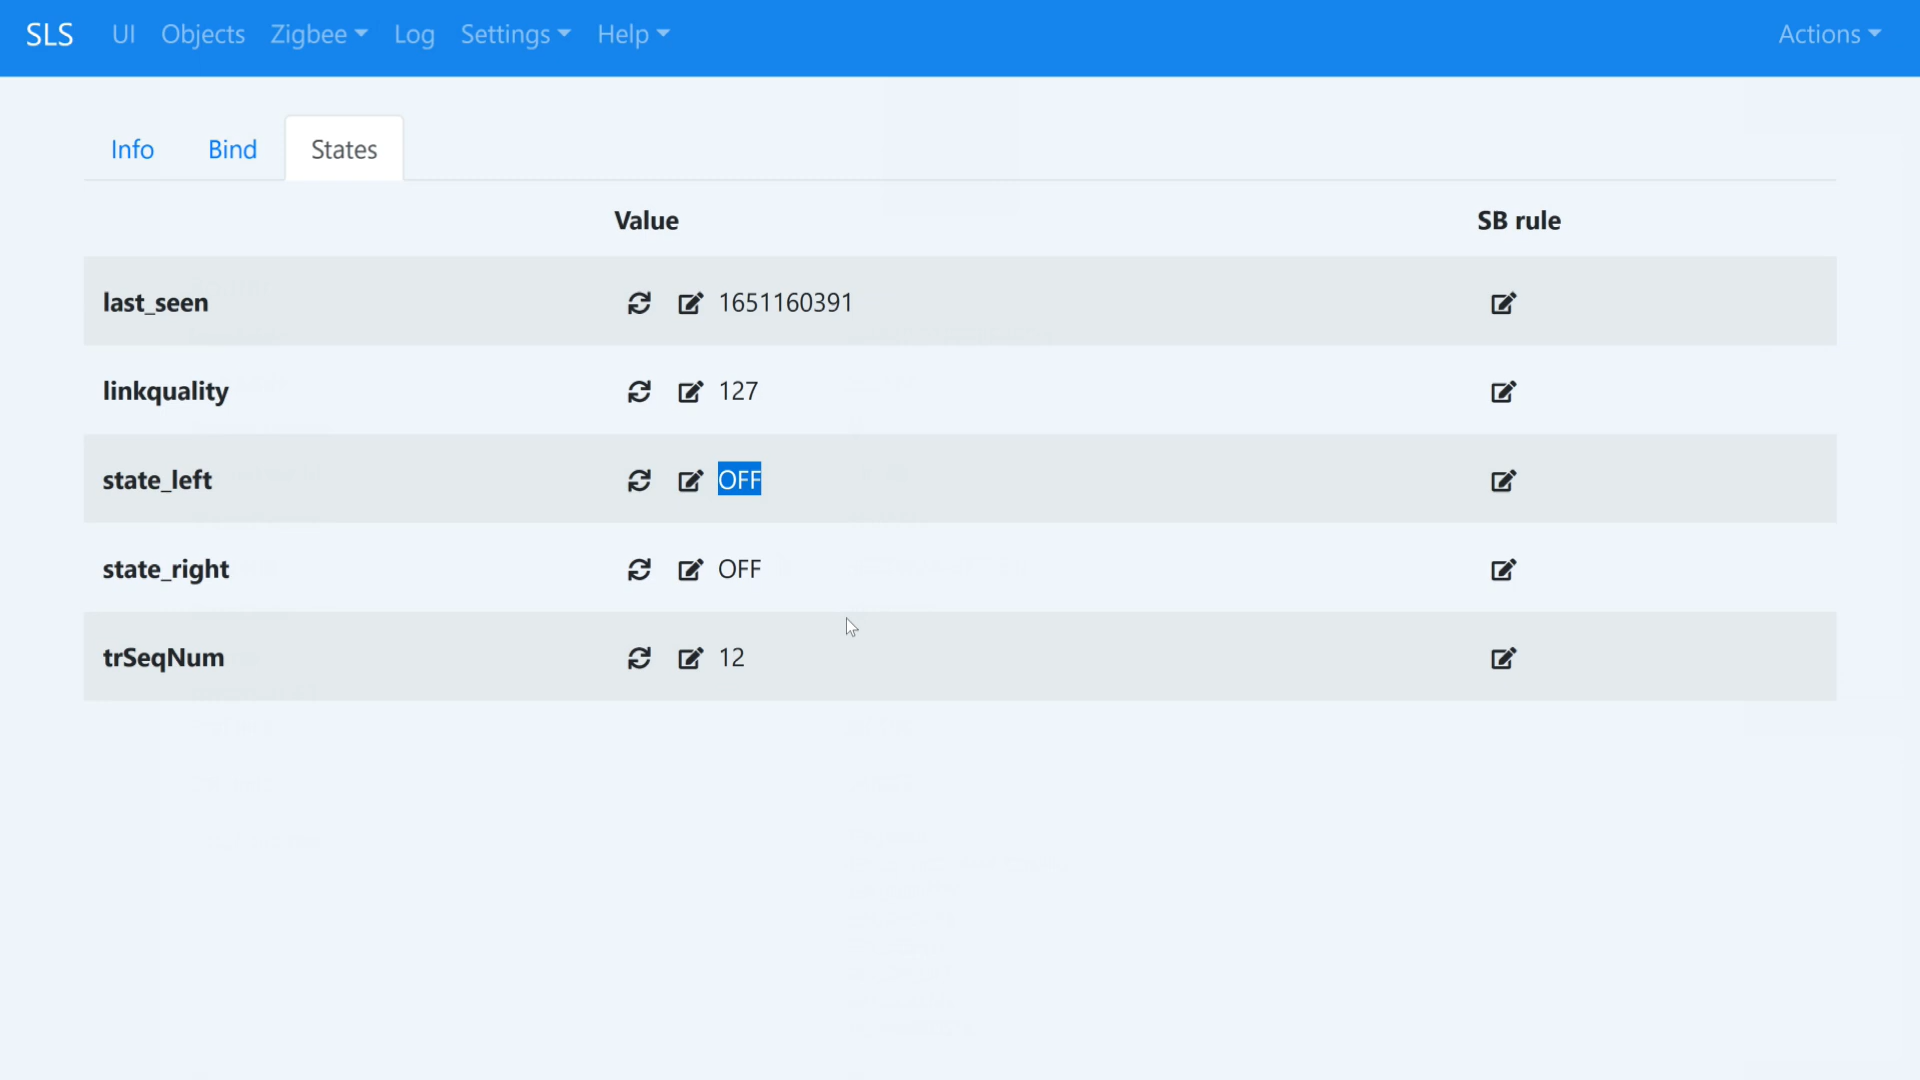 SLS UI Objects Zigbee Log Settings Help Actions
Info Bind States
Value SB rule
last_seen 1651160391
linkquality 127
state_left OFF
state_right OFF
trSeqNum 12